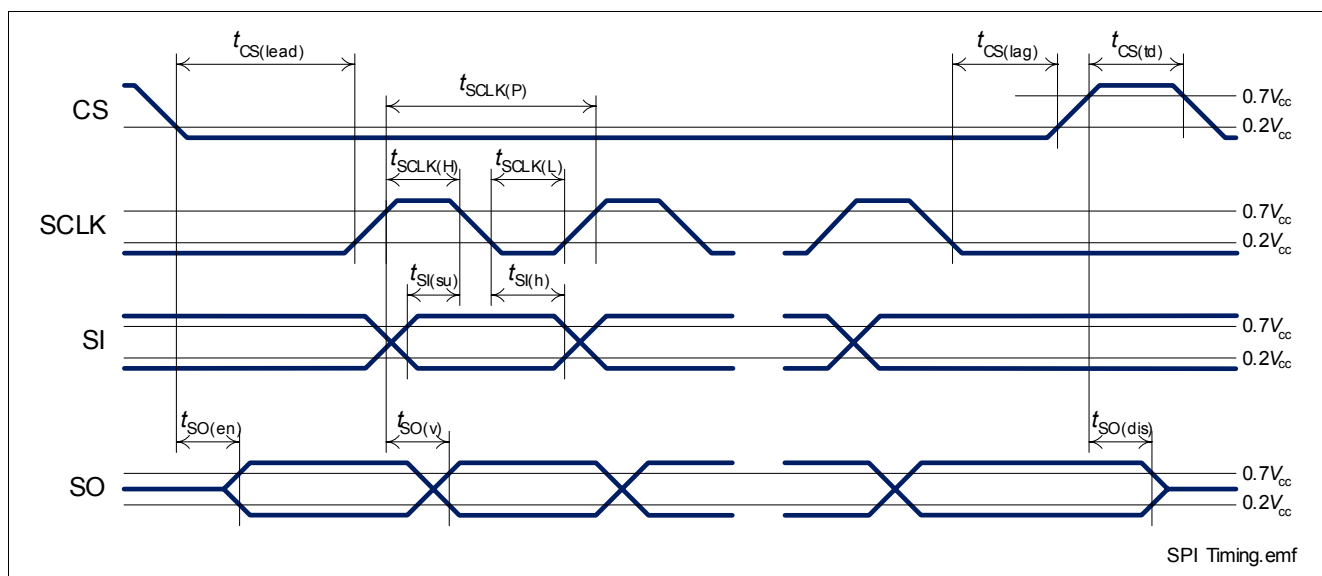 tCS(lead)
tCS(lag)
tCS(td)
tSCLK(P)
CS
0.7Vcc
0.2Vcc
tSCLK(H)
tSCLK(L)
SCLK
0.7Vcc
0.2Vcc
tSI(su)
tSI(h)
SI
0.7Vcc
0.2Vcc
tSO(en)
tSO(v)
tSO(dis)
SO
0.7Vcc
0.2Vcc
SPI Timing.emf